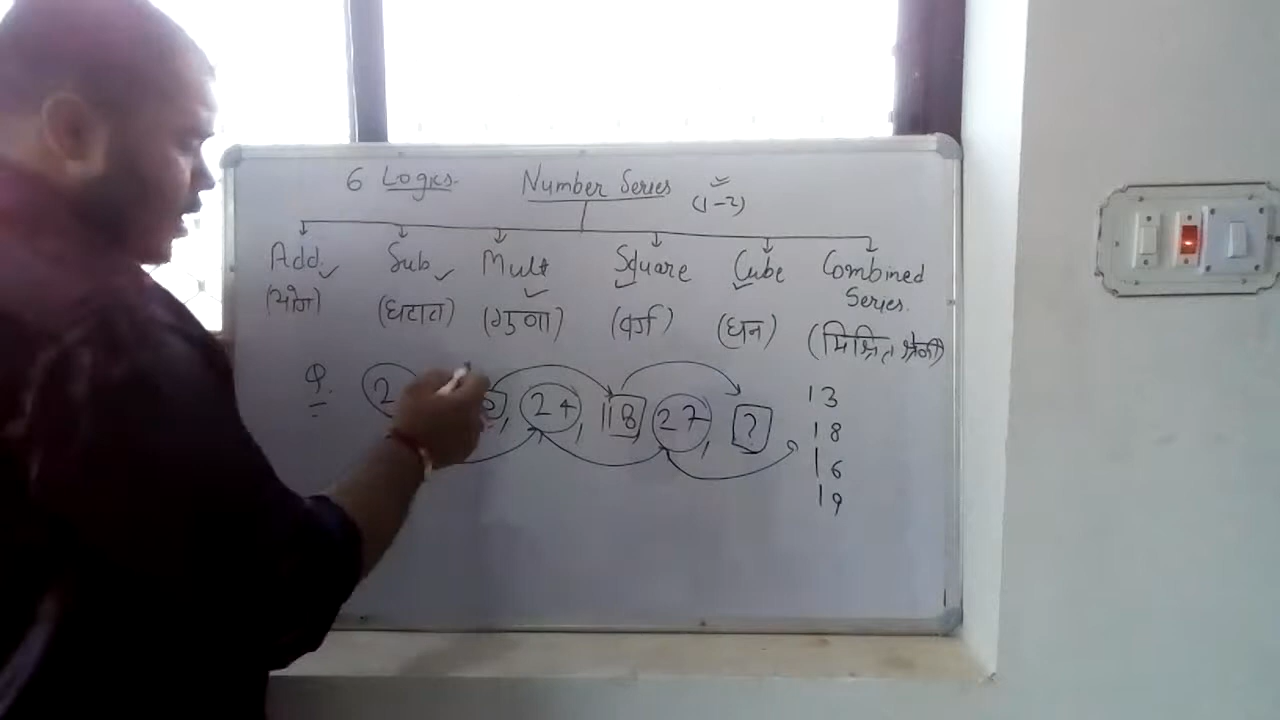 6 Logics. Number Series (1-2)
Add. Sub Mult Square Cube Combined Series.
(योग) (घटाव) (गुणा) (वर्ग) (घन) (मिश्रित श्रेणी)
Q. 2 , 24, 118, 27, ?
13
18
16
19